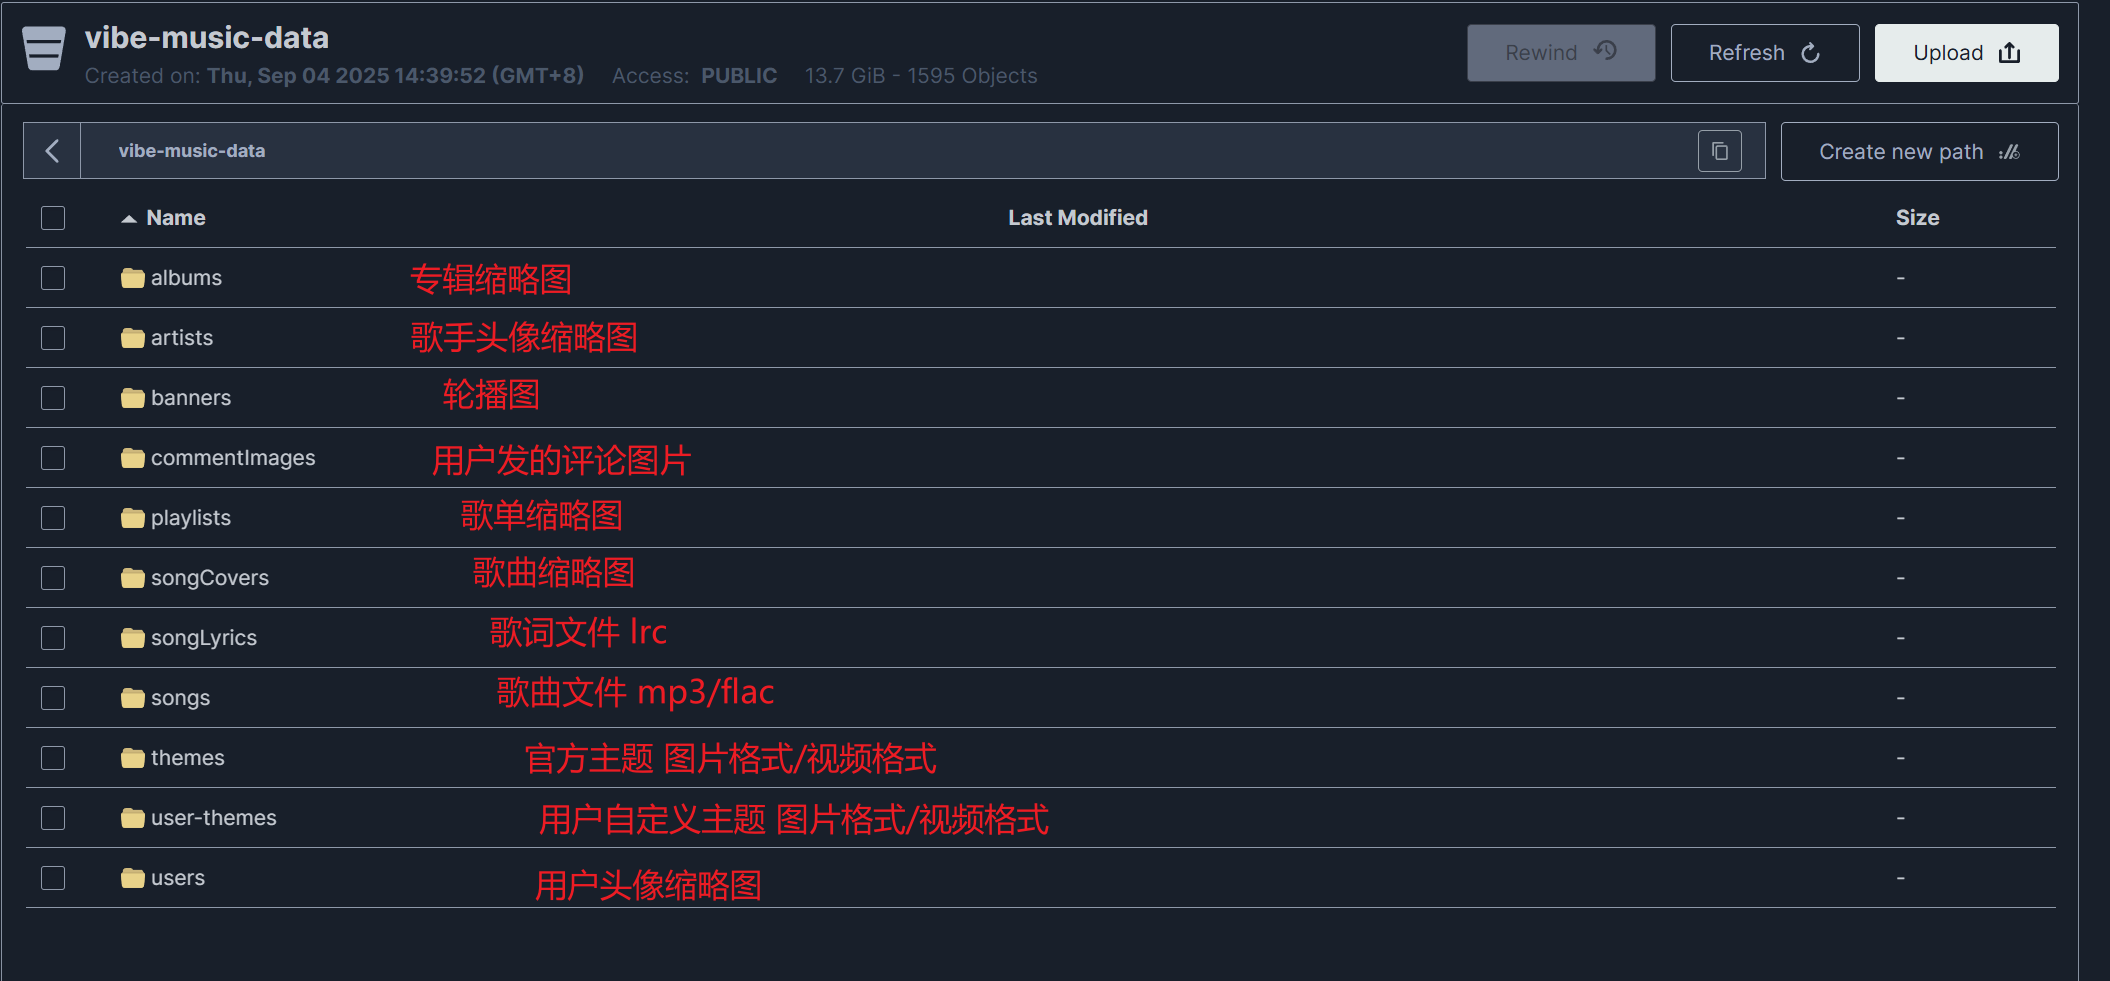 vibe-music-data
Created on: Thu, Sep 04 2025 14:39:52 (GMT+8) Access: PUBLIC 13.7 GiB - 1595 Objects
Rewind
Refresh
Upload
vibe-music-data
Create new path
Name Last Modified Size
albums 专辑缩略图 -
artists 歌手头像缩略图 -
banners 轮播图 -
commentImages 用户发的评论图片 -
playlists 歌单缩略图 -
songCovers 歌曲缩略图 -
songLyrics 歌词文件 lrc -
songs 歌曲文件 mp3/flac -
themes 官方主题 图片格式/视频格式 -
user-themes 用户自定义主题 图片格式/视频格式 -
users 用户头像缩略图 -